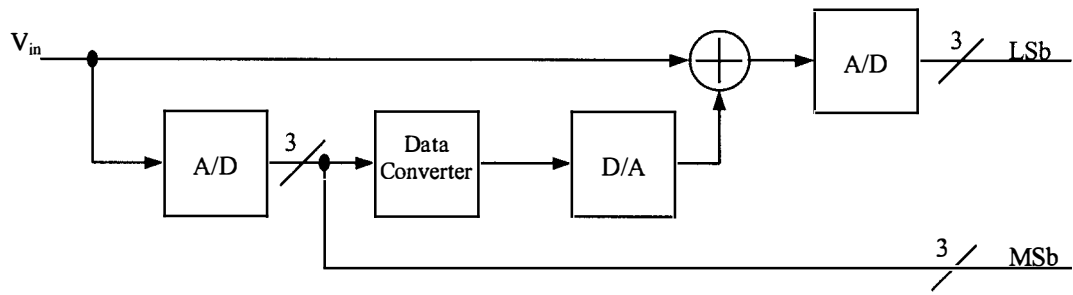 V_in
3
LSb
A/D
3
A/D
Data
Converter
D/A
3
MSb